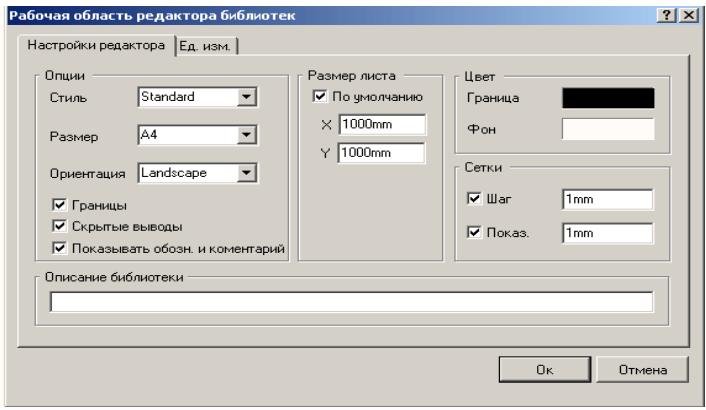 Рабочая область редактора библиотек
Настройки редактора Ед. изм.
Опции
Стиль Standard
Размер A4
Ориентация Landscape
Границы
Скрытые выводы
Показывать обозн. и коментарий
Размер листа
По умолчанию
X 1000mm
Y 1000mm
Цвет
Граница
Фон
Сетки
Шаг 1mm
Показ. 1mm
Описание библиотеки
Ок Отмена